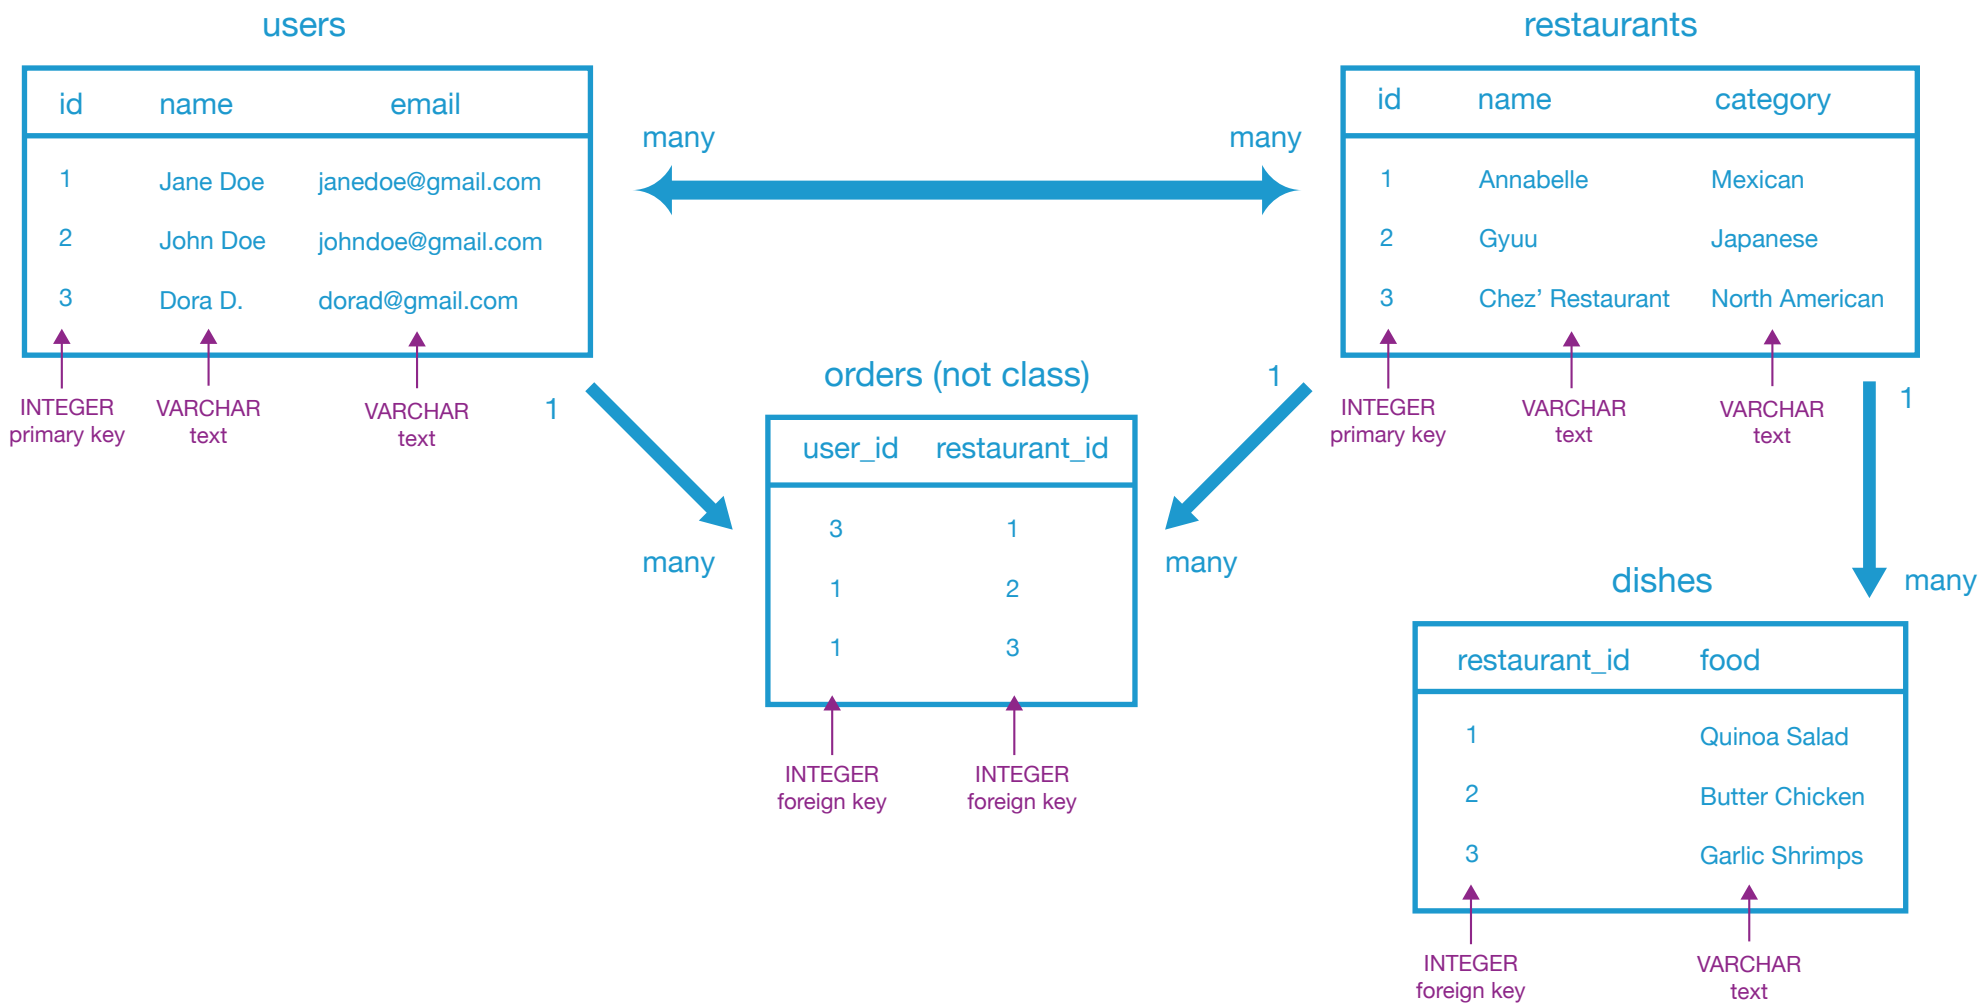 users
id name email
1 Jane Doe janedoe@gmail.com
2 John Doe johndoe@gmail.com
3 Dora D. dorad@gmail.com
INTEGER
primary key
VARCHAR
text
VARCHAR
text
many many
restaurants
id name category
1 Annabelle Mexican
2 Gyuu Japanese
3 Chez’ Restaurant North American
INTEGER
primary key
VARCHAR
text
VARCHAR
text
1
many
1
many
1
many
orders (not class)
user_id restaurant_id
3 1
1 2
1 3
INTEGER
foreign key
INTEGER
foreign key
dishes
restaurant_id food
1 Quinoa Salad
2 Butter Chicken
3 Garlic Shrimps
INTEGER
foreign key
VARCHAR
text